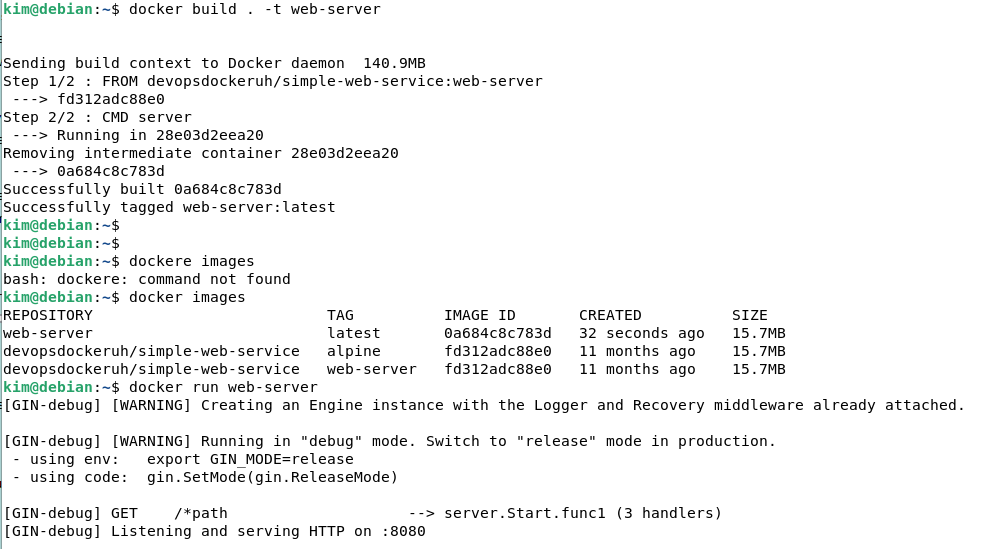 kim@debian:~$ docker build . -t web-server
Sending build context to Docker daemon  140.9MB
Step 1/2 : FROM devopsdockeruh/simple-web-service:web-server
 ---> fd312adc88e0
Step 2/2 : CMD server
 ---> Running in 28e03d2eea20
Removing intermediate container 28e03d2eea20
 ---> 0a684c8c783d
Successfully built 0a684c8c783d
Successfully tagged web-server:latest
kim@debian:~$
kim@debian:~$
kim@debian:~$ dockere images
bash: dockere: command not found
kim@debian:~$ docker images
REPOSITORY                          TAG          IMAGE ID       CREATED          SIZE
web-server                          latest       0a684c8c783d   32 seconds ago   15.7MB
devopsdockeruh/simple-web-service   alpine       fd312adc88e0   11 months ago    15.7MB
devopsdockeruh/simple-web-service   web-server   fd312adc88e0   11 months ago    15.7MB
kim@debian:~$ docker run web-server
[GIN-debug] [WARNING] Creating an Engine instance with the Logger and Recovery middleware already attached.
[GIN-debug] [WARNING] Running in "debug" mode. Switch to "release" mode in production.
 - using env:   export GIN_MODE=release
 - using code:  gin.SetMode(gin.ReleaseMode)
[GIN-debug] GET    /*path                    --> server.Start.func1 (3 handlers)
[GIN-debug] Listening and serving HTTP on :8080